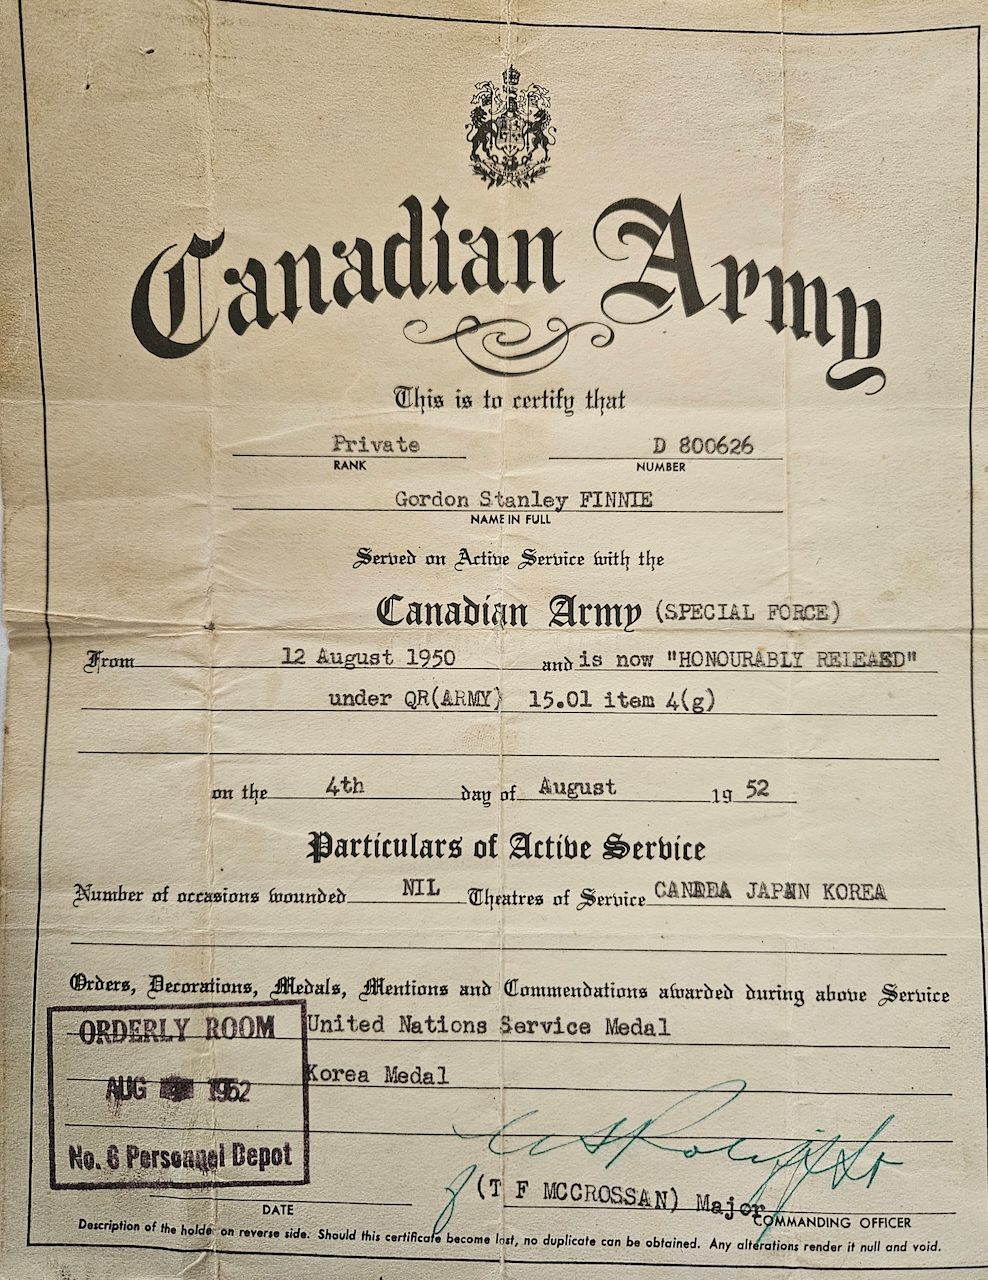 Canadian Army
This is to certify that
Private D 800626
RANK NUMBER
Gordon Stanley FINNIE
NAME IN FULL
Served on Active Service with the
Canadian Army (SPECIAL FORCE)
From 12 August 1950 and is now "HONOURABLY RElEASD"
under QR(ARMY) 15.01 item 4(g)
on the 4th day of August 19 52
Particulars of Active Service
Number of occasions wounded NIL Theatres of Service CANADA JAPAN KOREA
Orders, Decorations, Medals, Mentions and Commendations awarded during above Service
ORDERLY ROOM
AUG 1952
No. 6 Personnel Depot
United Nations Service Medal
Korea Medal
(T F MCCROSSAN) Major
DATE COMMANDING OFFICER
Description of the holder on reverse side. Should this certificate become lost, no duplicate can be obtained. Any alterations render it null and void.